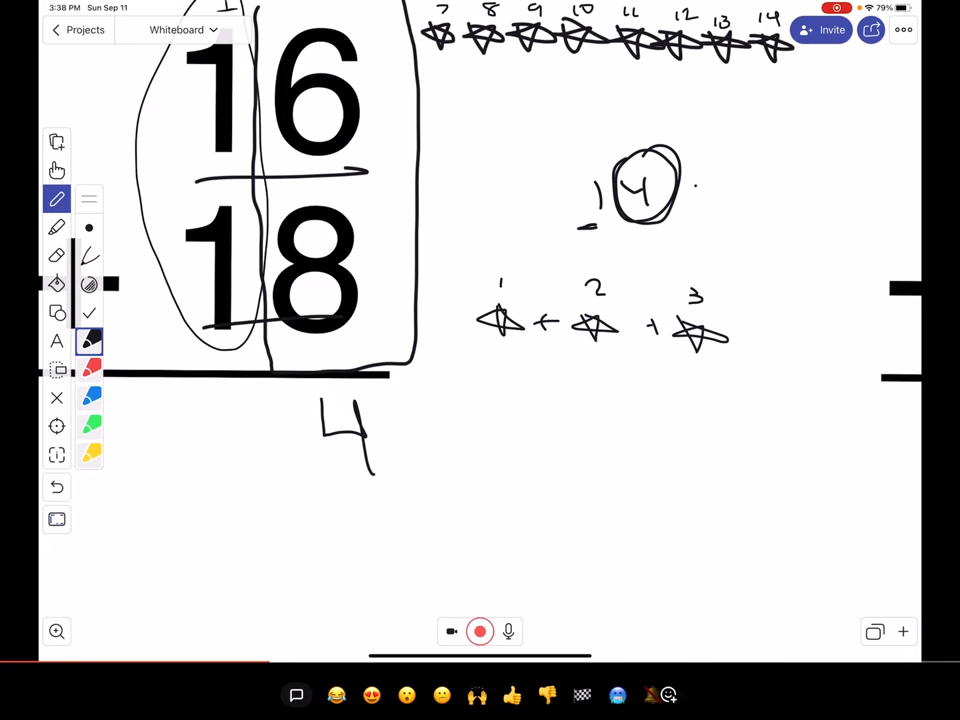 3:38 PM Sun Sep 11
79%
Projects
Whiteboard
Invite
1
7 8 9 10 11 12 13 14
16
14
18
1 2 3
+ +
A
4